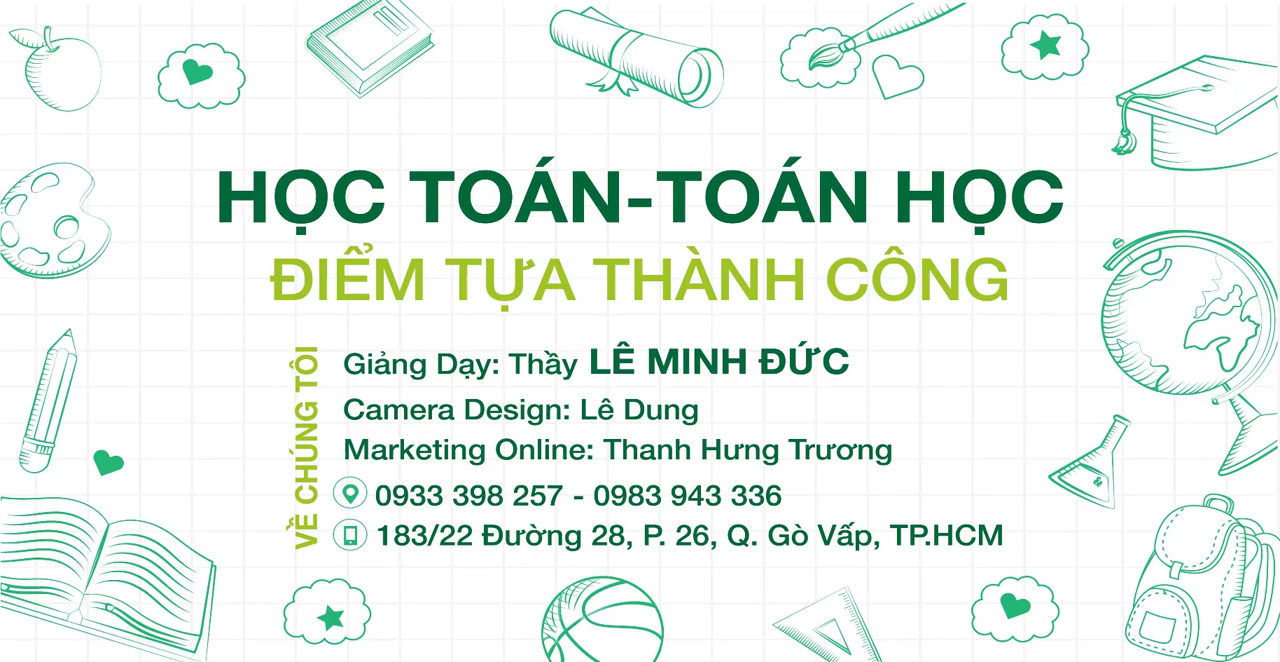 HỌC TOÁN-TOÁN HỌC
ĐIỂM TỰA THÀNH CÔNG
VỀ CHÚNG TÔI
Giảng Dạy: Thầy LÊ MINH ĐỨC
Camera Design: Lê Dung
Marketing Online: Thanh Hưng Trương
0933 398 257 - 0983 943 336
183/22 Đường 28, P. 26, Q. Gò Vấp, TP.HCM